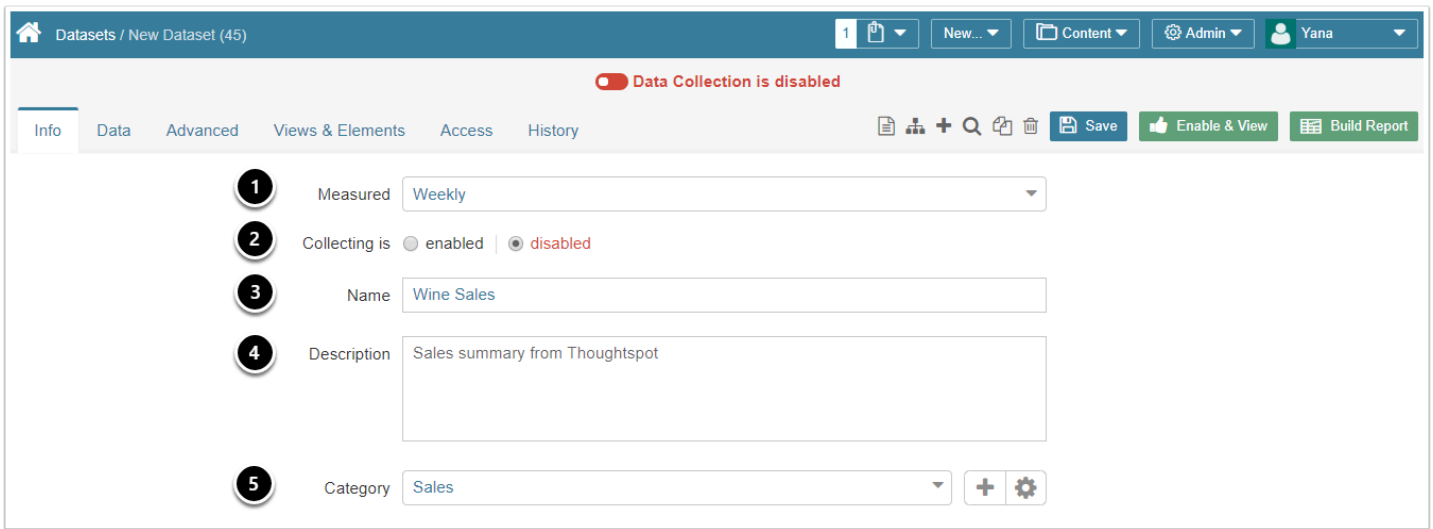 Datasets / New Dataset (45) 1 New... Content Admin Yana
Data Collection is disabled
Info Data Advanced Views & Elements Access History Save Enable & View Build Report
1 Measured Weekly
2 Collecting is enabled disabled
3 Name Wine Sales
4 Description Sales summary from Thoughtspot
5 Category Sales